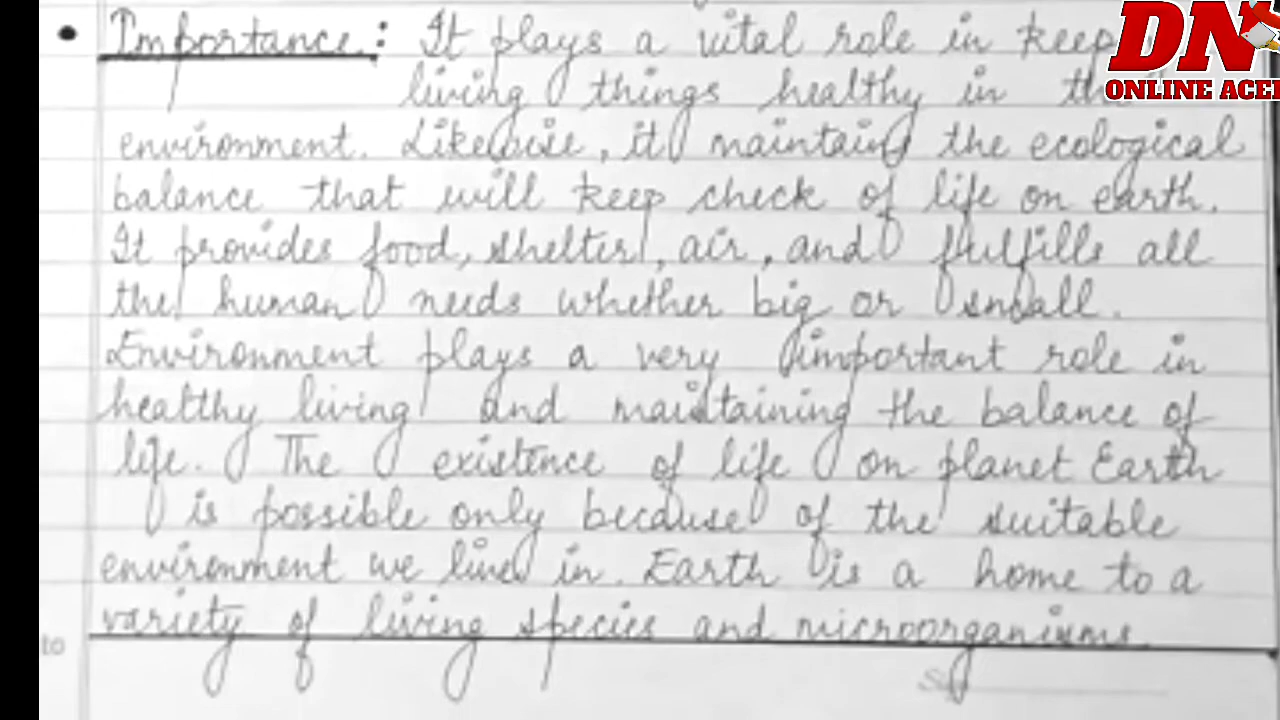 • Importance : It plays a vital role in keep
living things healthy in
environment. Likewise, it maintains the ecological
balance that will keep check of life on earth.
It provides food, shelter, air, and fulfills all
the human needs whether big or small.
Environment plays a very important role in
healthy living and maintaining the balance of
life. The existence of life on planet Earth
is possible only because of the suitable
environment we live in. Earth is a home to a
variety of living species and microorganisms.
to
DN
ONLINE ACE